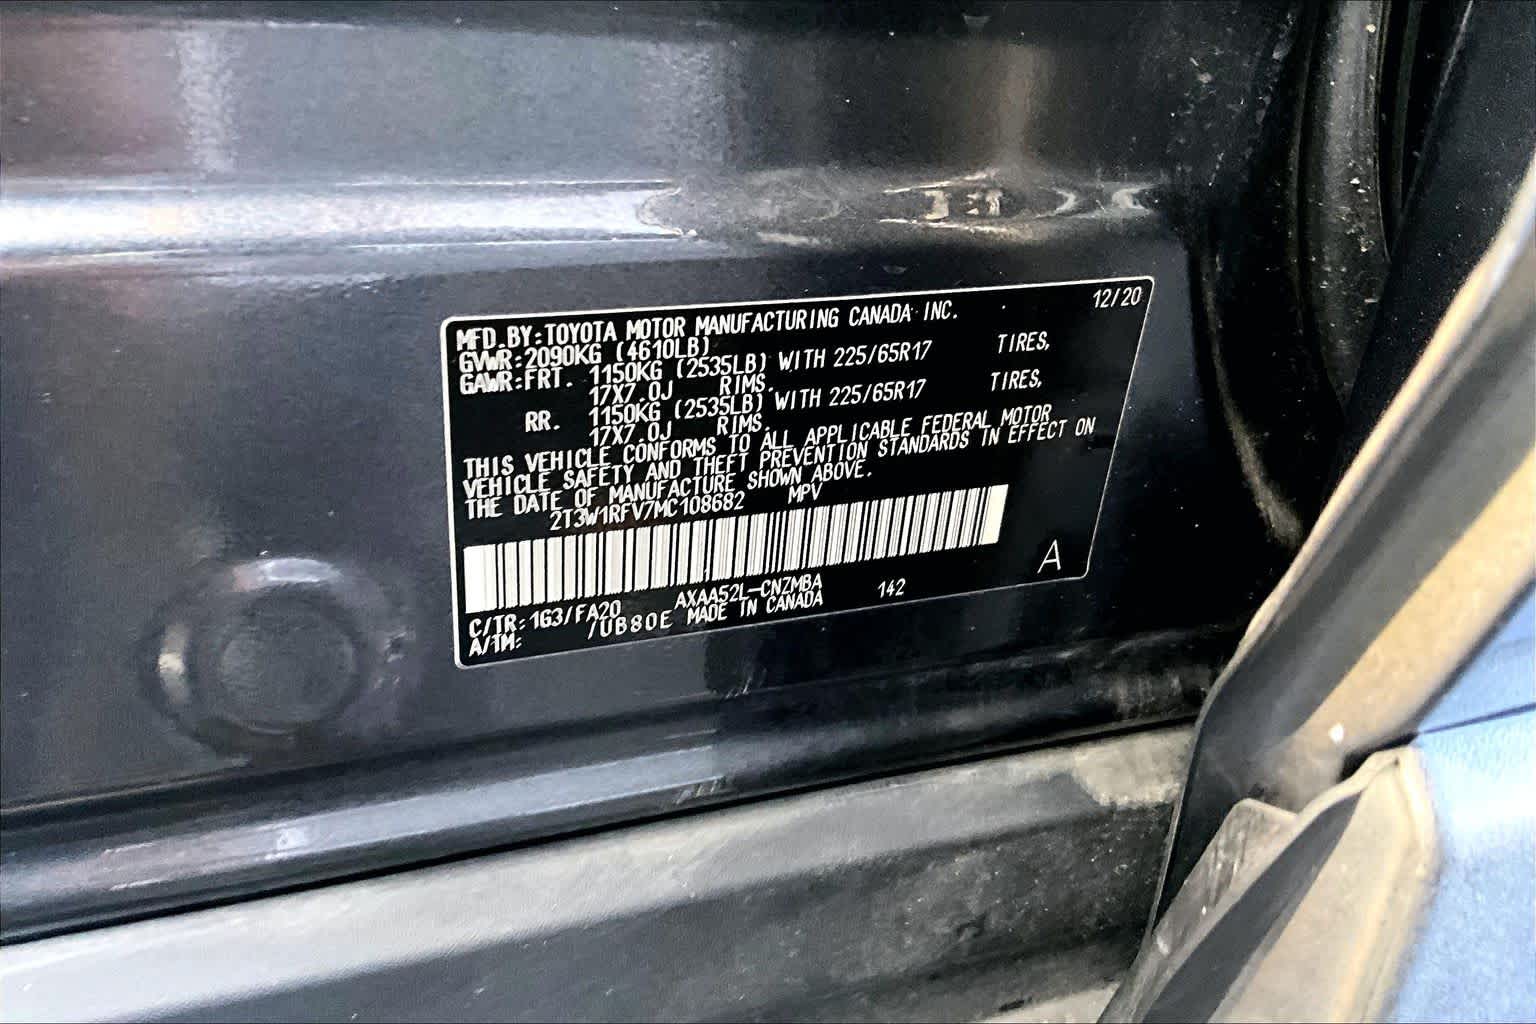 MFD.BY:TOYOTA MOTOR MANUFACTURING CANADA INC. 12/20
GVWR:2090KG (4610LB)
GAWR:FRT. 1150KG (2535LB) WITH 225/65R17 TIRES,
17X7.0J RIMS.
RR. 1150KG (2535LB) WITH 225/65R17 TIRES,
17X7.0J RIMS.
THIS VEHICLE CONFORMS TO ALL APPLICABLE FEDERAL MOTOR
VEHICLE SAFETY AND THEFT PREVENTION STANDARDS IN EFFECT ON
THE DATE OF MANUFACTURE SHOWN ABOVE.
2T3W1RFV7MC108682 MPV
A
C/TR:1G3/FA20 AXAA52L-CNZMBA 142
A/TM: /UB80E MADE IN CANADA